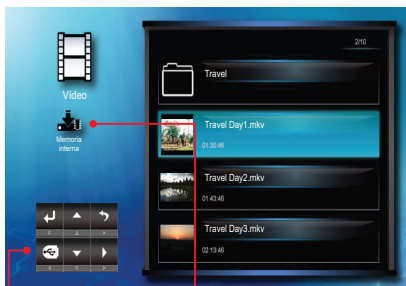 2/10
Video
Memoria
interna
Travel
Travel Day1.mkv
01:30:46
Travel Day2.mkv
01:43:46
Travel Day3.mkv
02:13:46